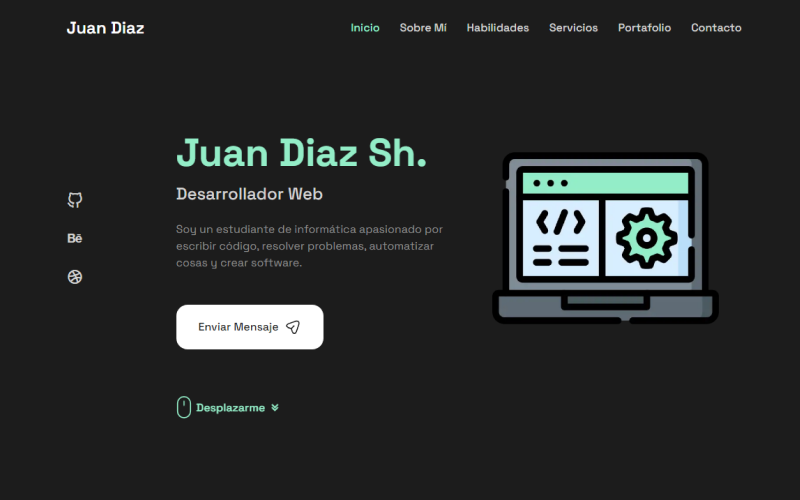 Juan Diaz
Inicio Sobre Mí Habilidades Servicios Portafolio Contacto
Juan Diaz Sh.
Desarrollador Web
Soy un estudiante de informática apasionado por
escribir código, resolver problemas, automatizar
cosas y crear software.
Bē
Enviar Mensaje
Desplazarme